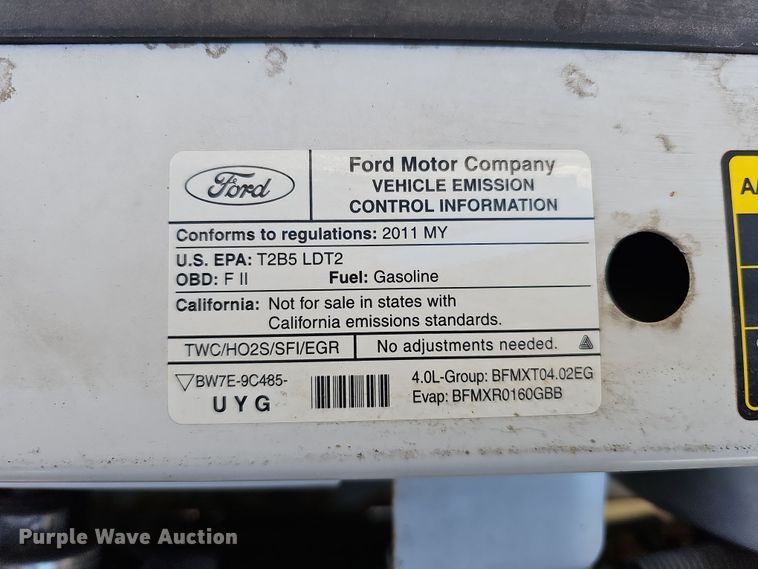 Ford
Ford Motor Company
VEHICLE EMISSION
CONTROL INFORMATION
Conforms to regulations: 2011 MY
U.S. EPA: T2B5 LDT2
OBD: F II Fuel: Gasoline
California: Not for sale in states with
California emissions standards.
TWC/HO2S/SFI/EGR No adjustments needed.
BW7E-9C485-
UYG
4.0L-Group: BFMXT04.02EG
Evap: BFMXR0160GBB
Purple Wave Auction